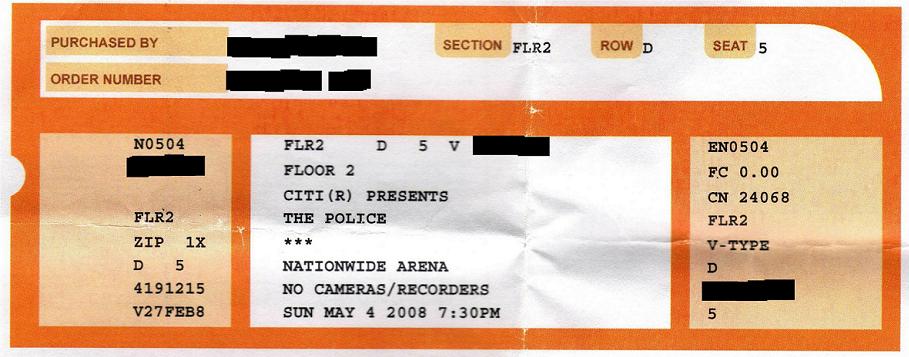 PURCHASED BY
SECTION FLR2 ROW D SEAT 5
ORDER NUMBER
N0504
FLR2
ZIP 1X
D 5
4191215
V27FEB8
FLR2 D 5 V
FLOOR 2
CITI(R) PRESENTS
THE POLICE
***
NATIONWIDE ARENA
NO CAMERAS/RECORDERS
SUN MAY 4 2008 7:30PM
EN0504
FC 0.00
CN 24068
FLR2
V-TYPE
D
5